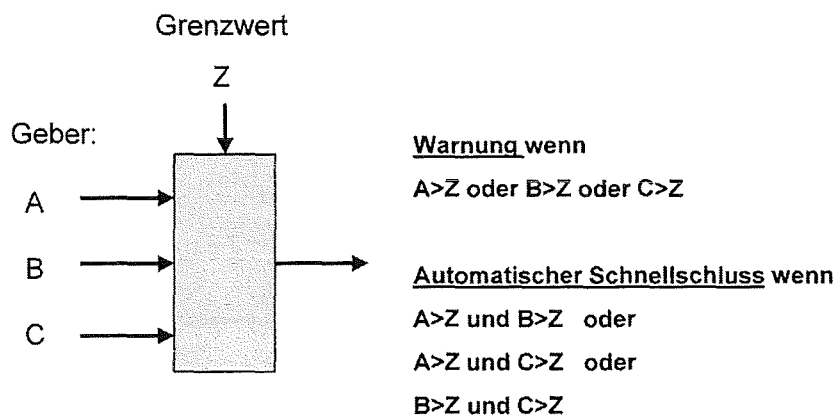 Grenzwert
Z
Geber:
A
B
C
Warnung wenn
A>Z oder B>Z oder C>Z
Automatischer Schnellschluss wenn
A>Z und B>Z oder
A>Z und C>Z oder
B>Z und C>Z